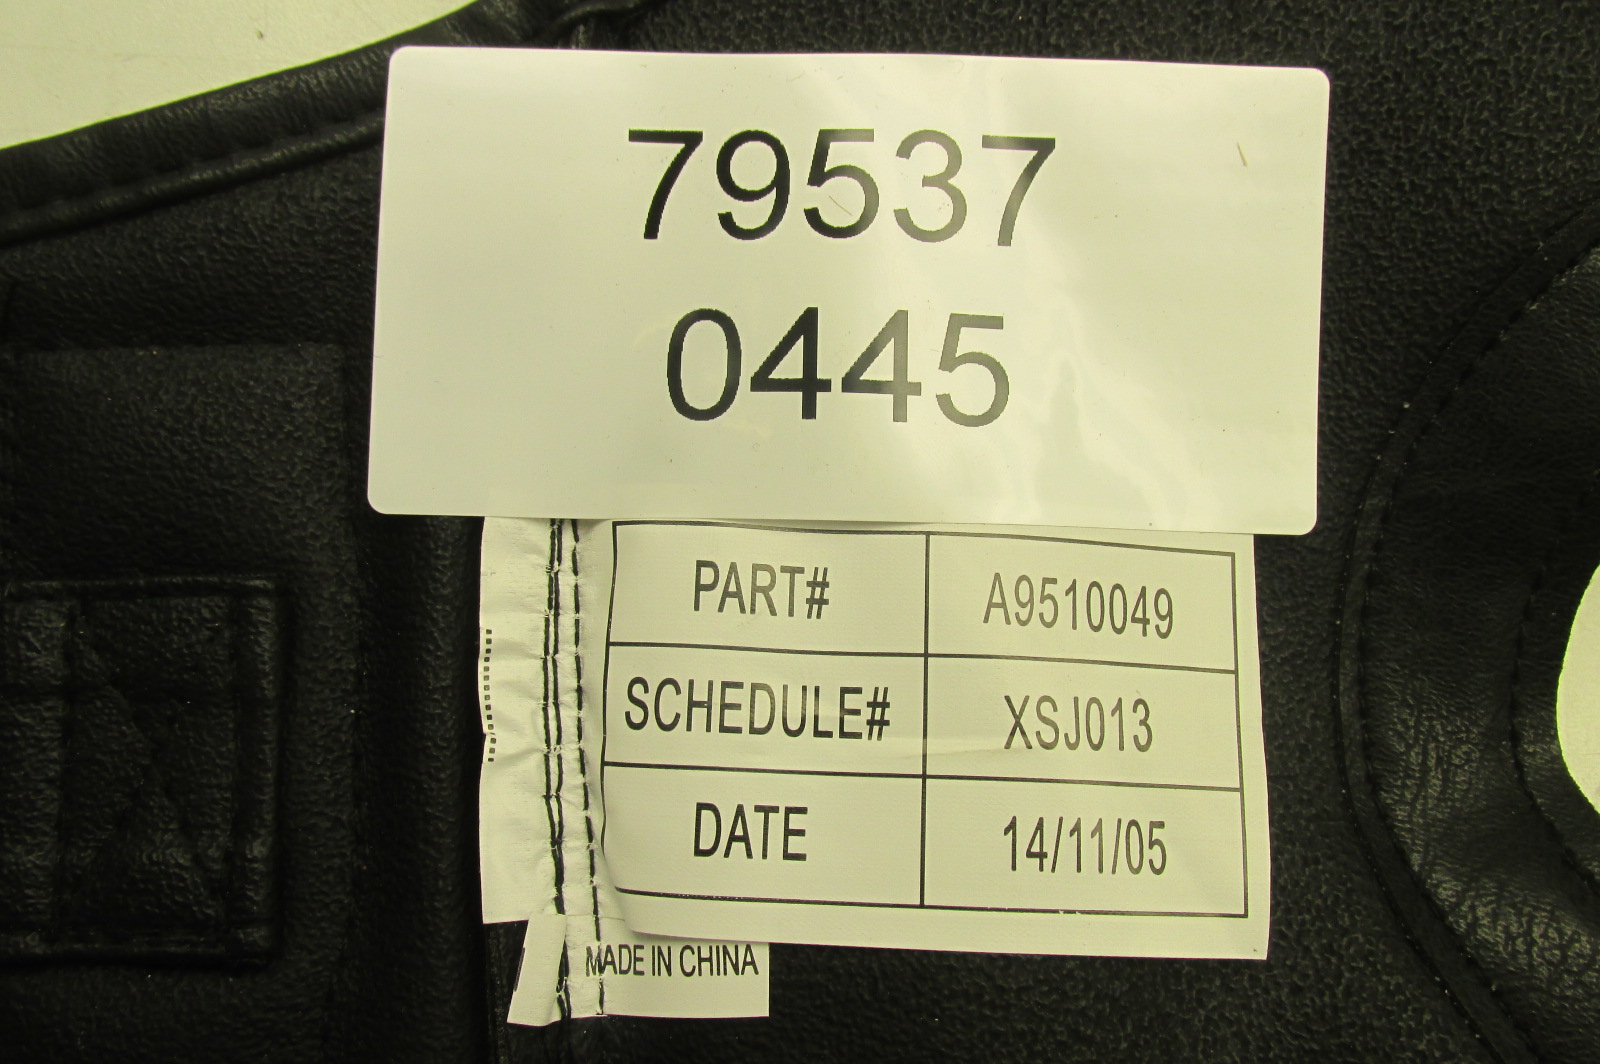 79537
0445
PART# A9510049
SCHEDULE# XSJ013
DATE 14/11/05
MADE IN CHINA